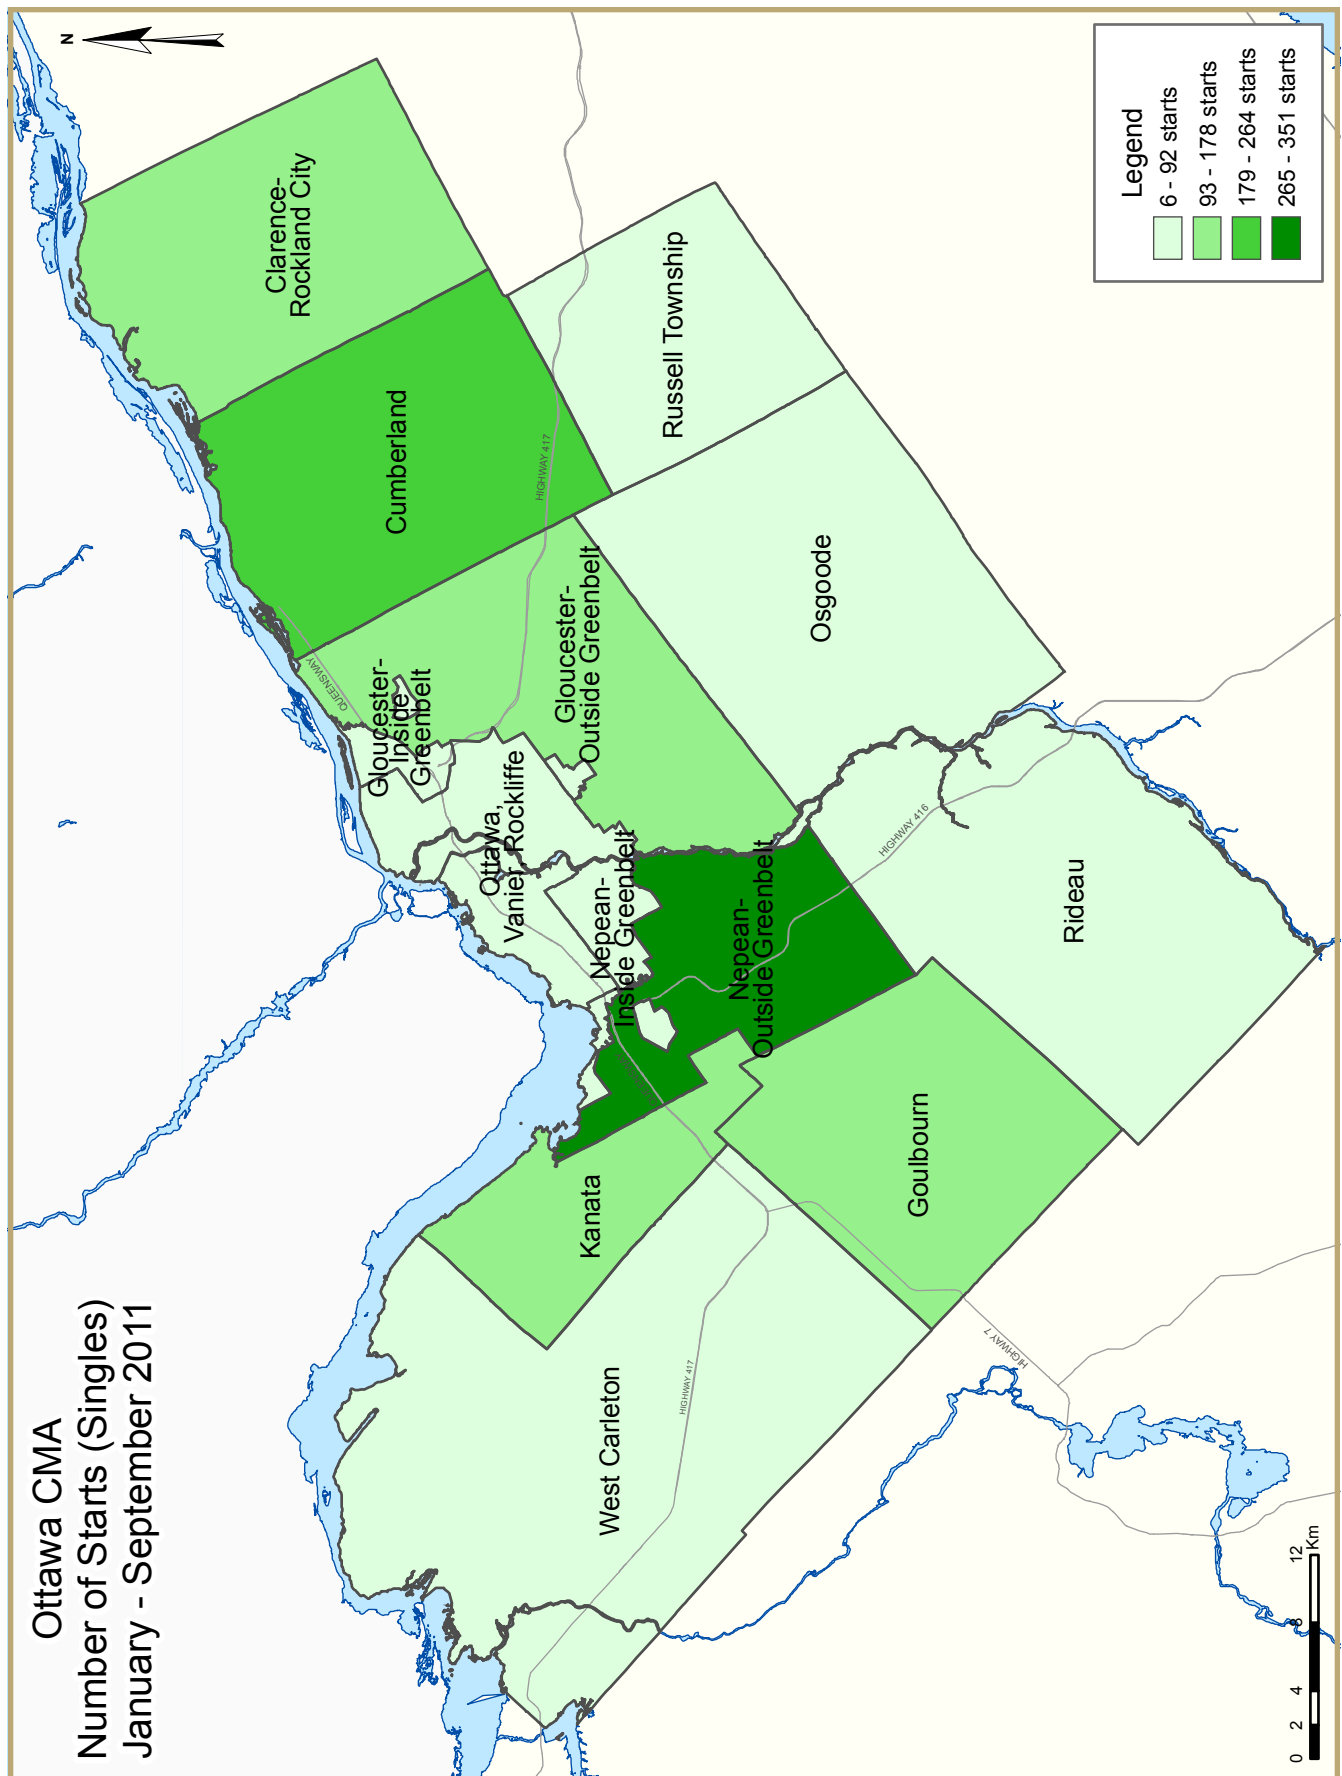 Ottawa CMA
Number of Starts (Singles)
January - September 2011
N
Clarence-
Rockland City
Cumberland
HIGHWAY 417
Russell Township
QUEENSWAY
Gloucester-
Inside
Greenbelt
Gloucester-
Outside Greenbelt
Osgoode
Ottawa,
Vanier, Rockliffe
Nepean-
Inside Greenbelt
Nepean-
Outside Greenbelt
HIGHWAY 416
Rideau
Kanata
Goulbourn
West Carleton
HIGHWAY 417
HIGHWAY 7
Legend
6 - 92 starts
93 - 178 starts
179 - 264 starts
265 - 351 starts
0 2 4 8 12
Km